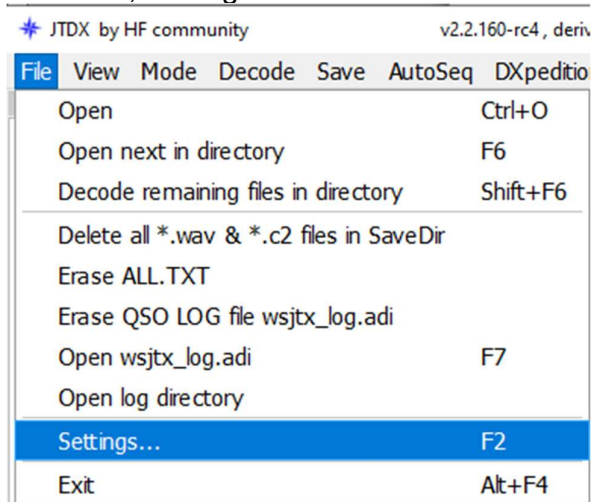 JTDX by HF community v2.2.160-rc4 , deriv
File View Mode Decode Save AutoSeq DXpeditio
Open Ctrl+O
Open next in directory F6
Decode remaining files in directory Shift+F6
Delete all *.wav & *.c2 files in SaveDir
Erase ALL.TXT
Erase QSO LOG file wsjtx_log.adi
Open wsjtx_log.adi F7
Open log directory
Settings... F2
Exit Alt+F4